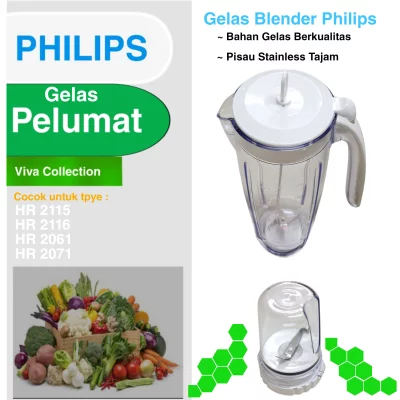 PHILIPS
Gelas
Pelumat
Viva Collection
Cocok untuk tpye :
HR 2115
HR 2116
HR 2061
HR 2071
Gelas Blender Philips
~ Bahan Gelas Berkualitas
~ Pisau Stainless Tajam